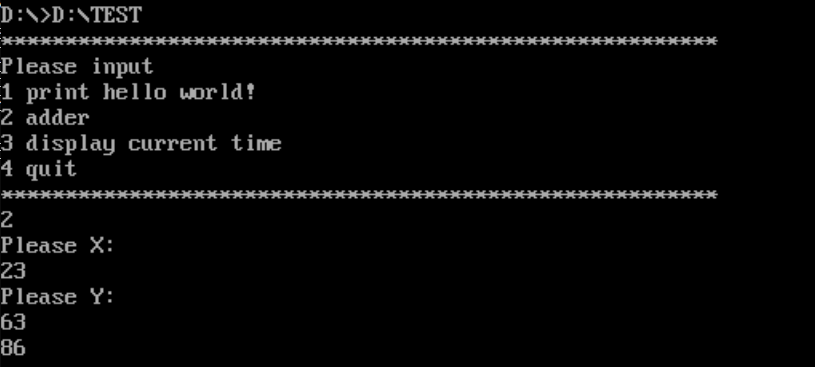 D:\>D:\TEST
********************************************************
Please input
1 print hello world!
2 adder
3 display current time
4 quit
********************************************************
2
Please X:
23
Please Y:
63
86